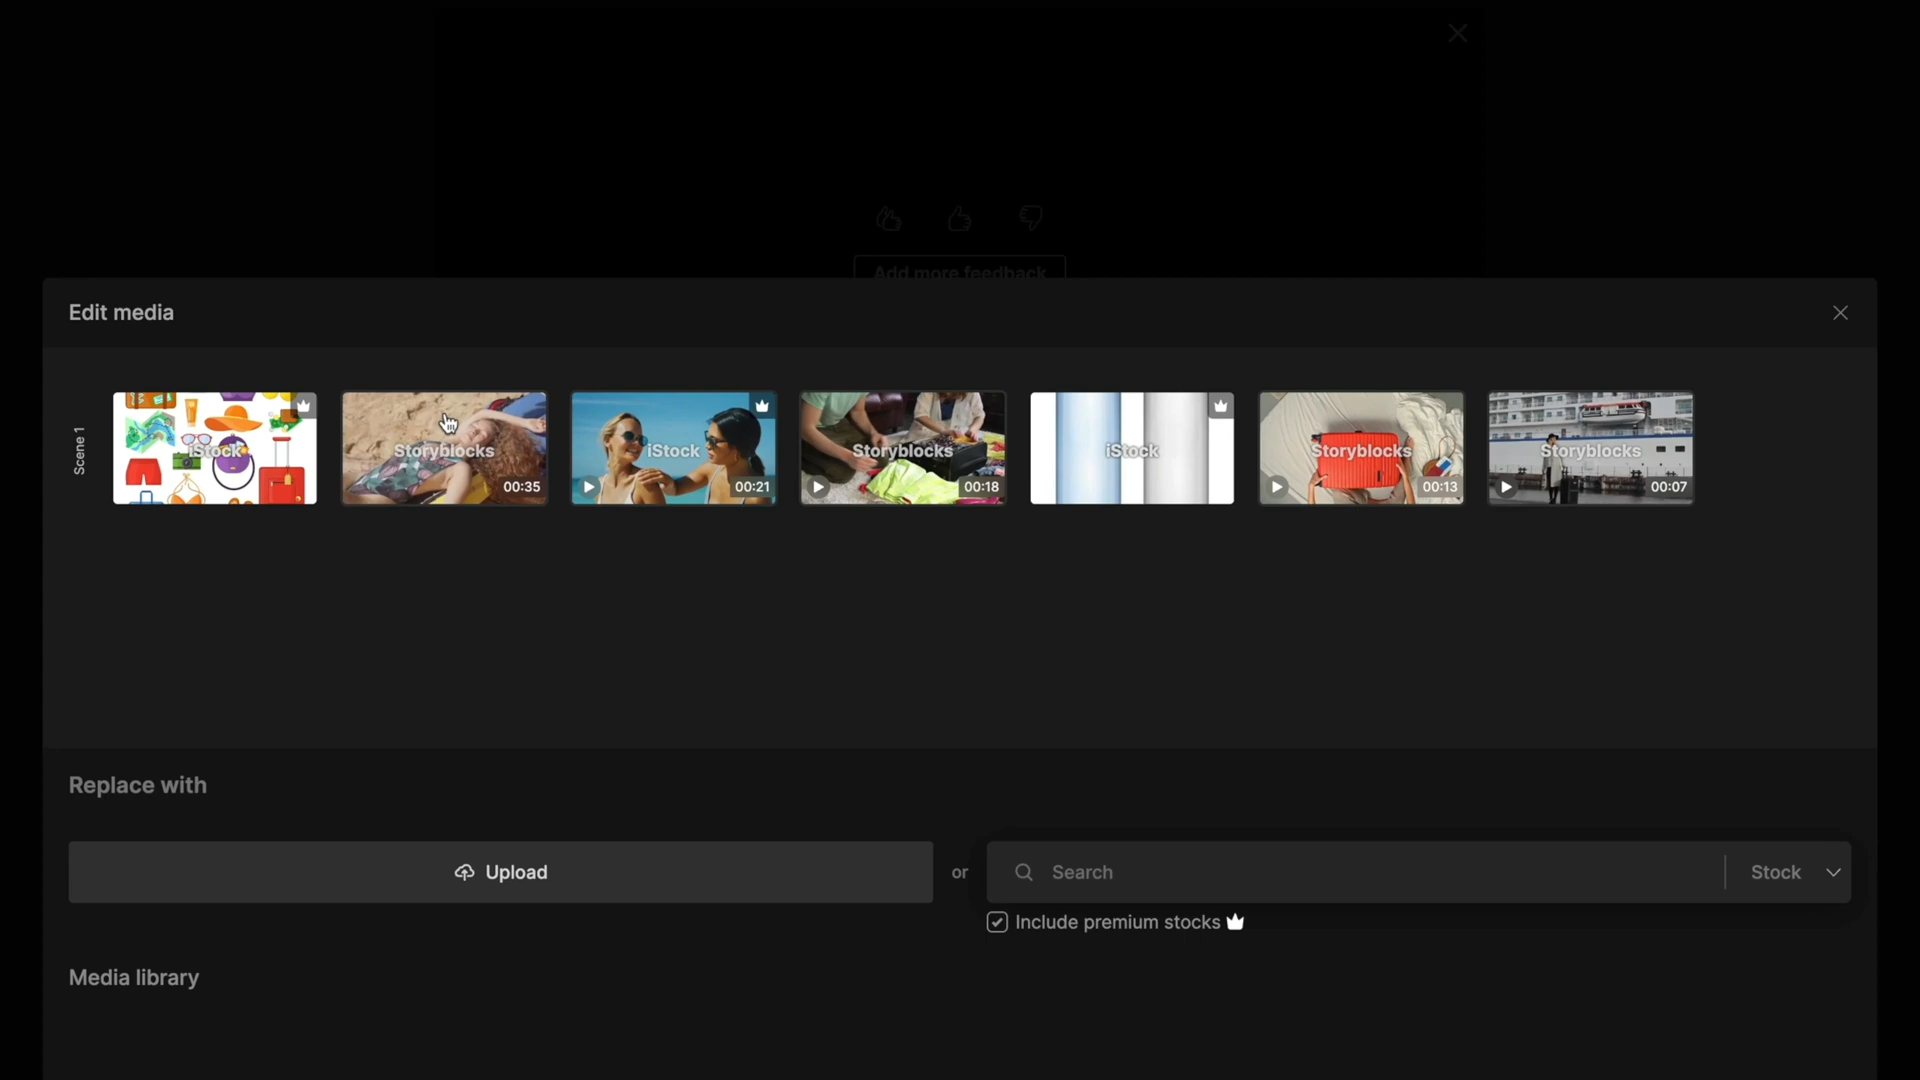 Add more feedback
Edit media
Scene 1
iStock
Storyblocks
00:35
iStock
00:21
Storyblocks
00:18
iStock
Storyblocks
00:13
Storyblocks
00:07
Replace with
Upload
or
Search
Stock
Include premium stocks
Media library